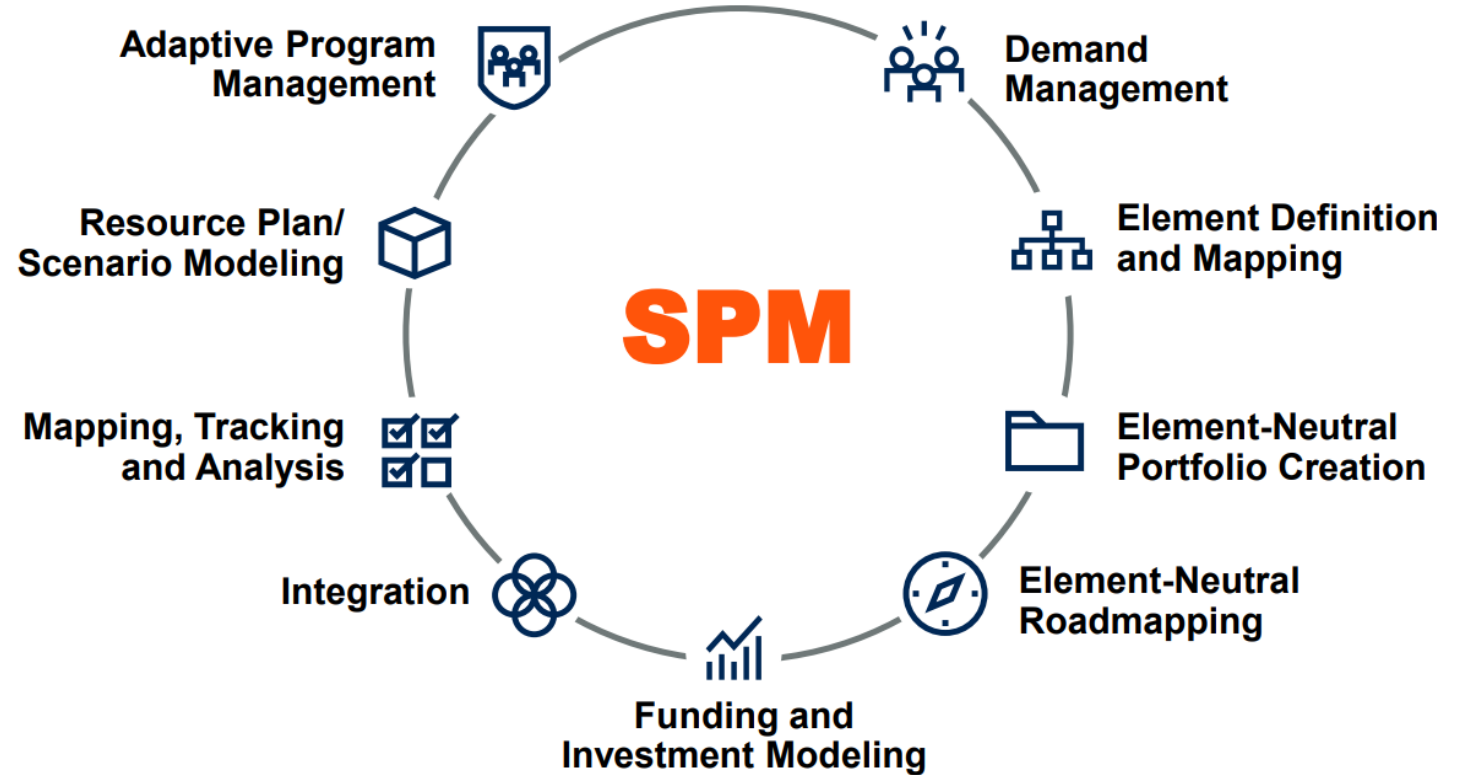 Adaptive Program
Management
Demand
Management
Resource Plan/
Scenario Modeling
Element Definition
and Mapping
SPM
Mapping, Tracking
and Analysis
Element-Neutral
Portfolio Creation
Integration
Element-Neutral
Roadmapping
Funding and
Investment Modeling